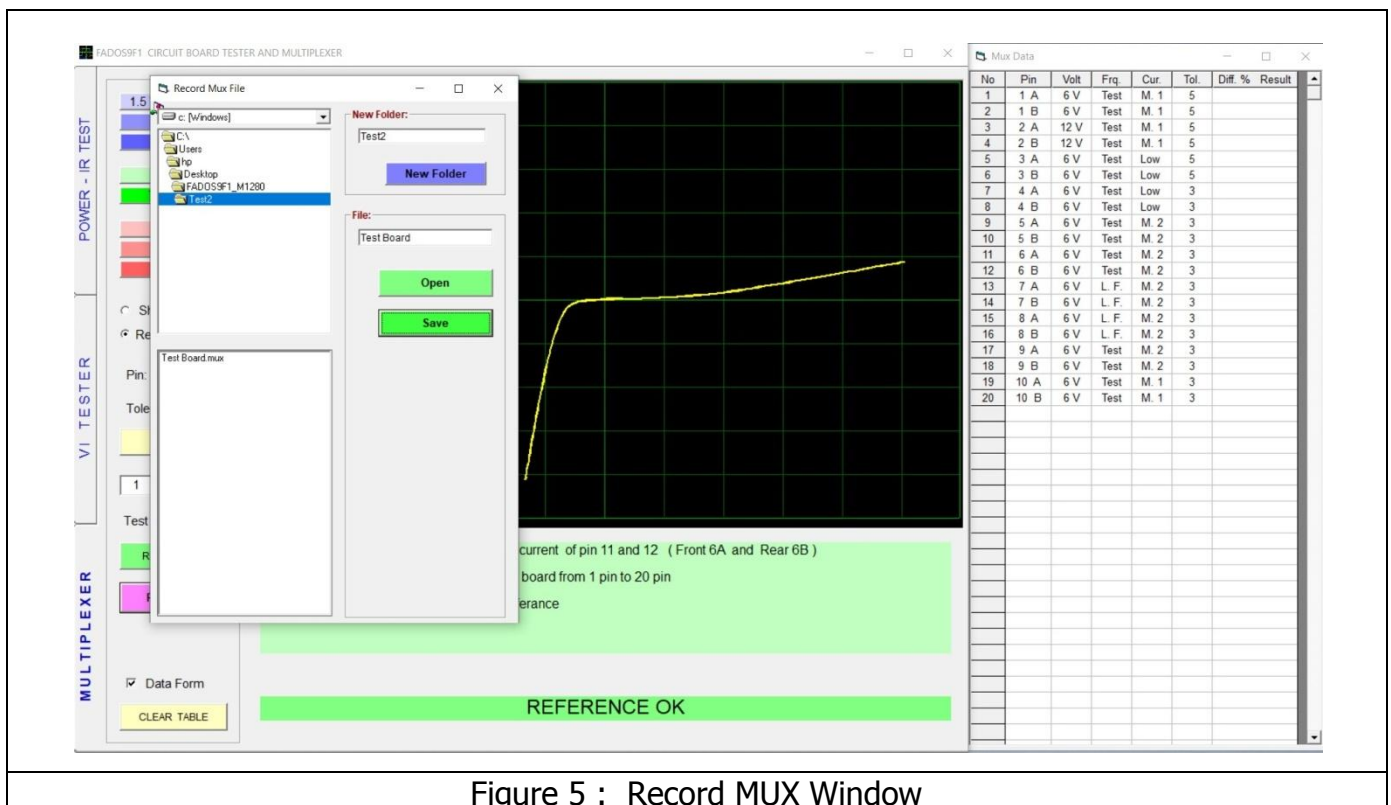 FADOS9F1 CIRCUIT BOARD TESTER AND MULTIPLEXER
POWER - IR TEST
VI TESTER
MULTIPLEXER
1.5
Pin:
Test
1
Data Form
CLEAR TABLE
Record Mux File
c: [Windows]
C:\
Users
hp
Desktop
FADOS9F1_M1280
Test2
Test Board.mux
New Folder:
Test2
New Folder
File:
Test Board
Open
Save
current of pin 11 and 12 ( Front 6A and Rear 6B )
board from 1 pin to 20 pin
erance
REFERENCE OK
Mux Data
No Pin Volt Frq. Cur. Tol. Diff. % Result
1 1 A 6 V Test M. 1 5
2 1 B 6 V Test M. 1 5
3 2 A 12 V Test M. 1 5
4 2 B 12 V Test M. 1 5
5 3 A 6 V Test Low 5
6 3 B 6 V Test Low 5
7 4 A 6 V Test Low 3
8 4 B 6 V Test Low 3
9 5 A 6 V Test M. 2 3
10 5 B 6 V Test M. 2 3
11 6 A 6 V Test M. 2 3
12 6 B 6 V Test M. 2 3
13 7 A 6 V L. F. M. 2 3
14 7 B 6 V L. F. M. 2 3
15 8 A 6 V L. F. M. 2 3
16 8 B 6 V L. F. M. 2 3
17 9 A 6 V Test M. 2 3
18 9 B 6 V Test M. 2 3
19 10 A 6 V Test M. 1 3
20 10 B 6 V Test M. 1 3
Figure 5 : Record MUX Window